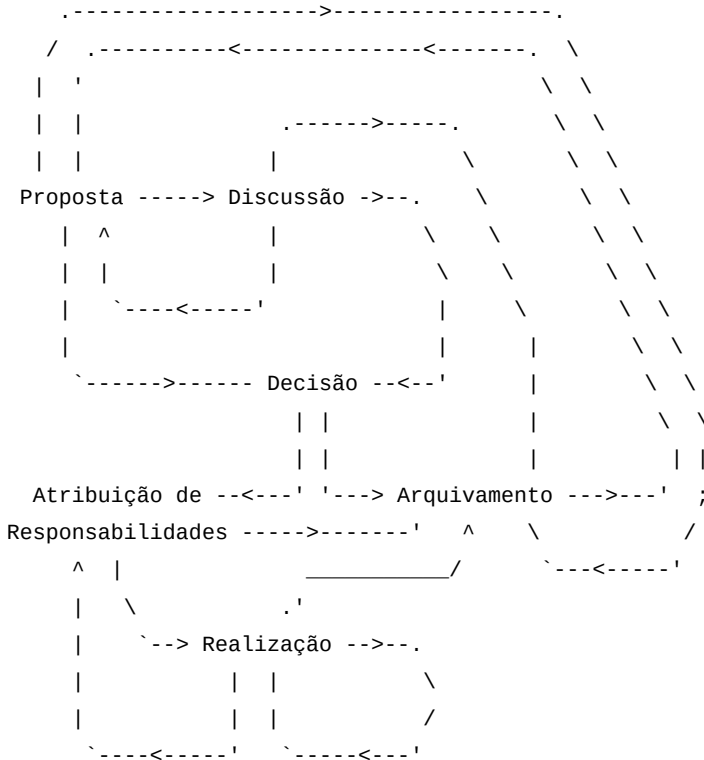 Proposta -----> Discussão ->--.
`------>------ Decisão --<--'
Atribuição de --<---' '---> Arquivamento --->---' ;
Responsabilidades ----->-------' ^ \ /
`--> Realização -->--.